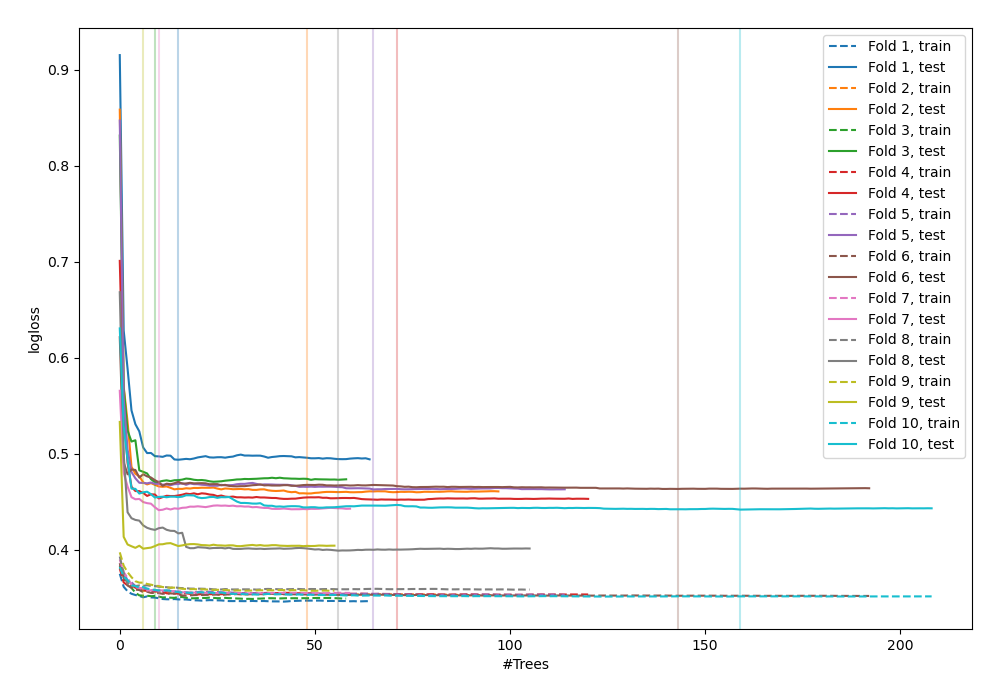 0.9
0.8
0.7
0.6
0.5
0.4
logloss
0
50
100
150
200
#Trees
Fold 1, train
Fold 1, test
Fold 2, train
Fold 2, test
Fold 3, train
Fold 3, test
Fold 4, train
Fold 4, test
Fold 5, train
Fold 5, test
Fold 6, train
Fold 6, test
Fold 7, train
Fold 7, test
Fold 8, train
Fold 8, test
Fold 9, train
Fold 9, test
Fold 10, train
Fold 10, test